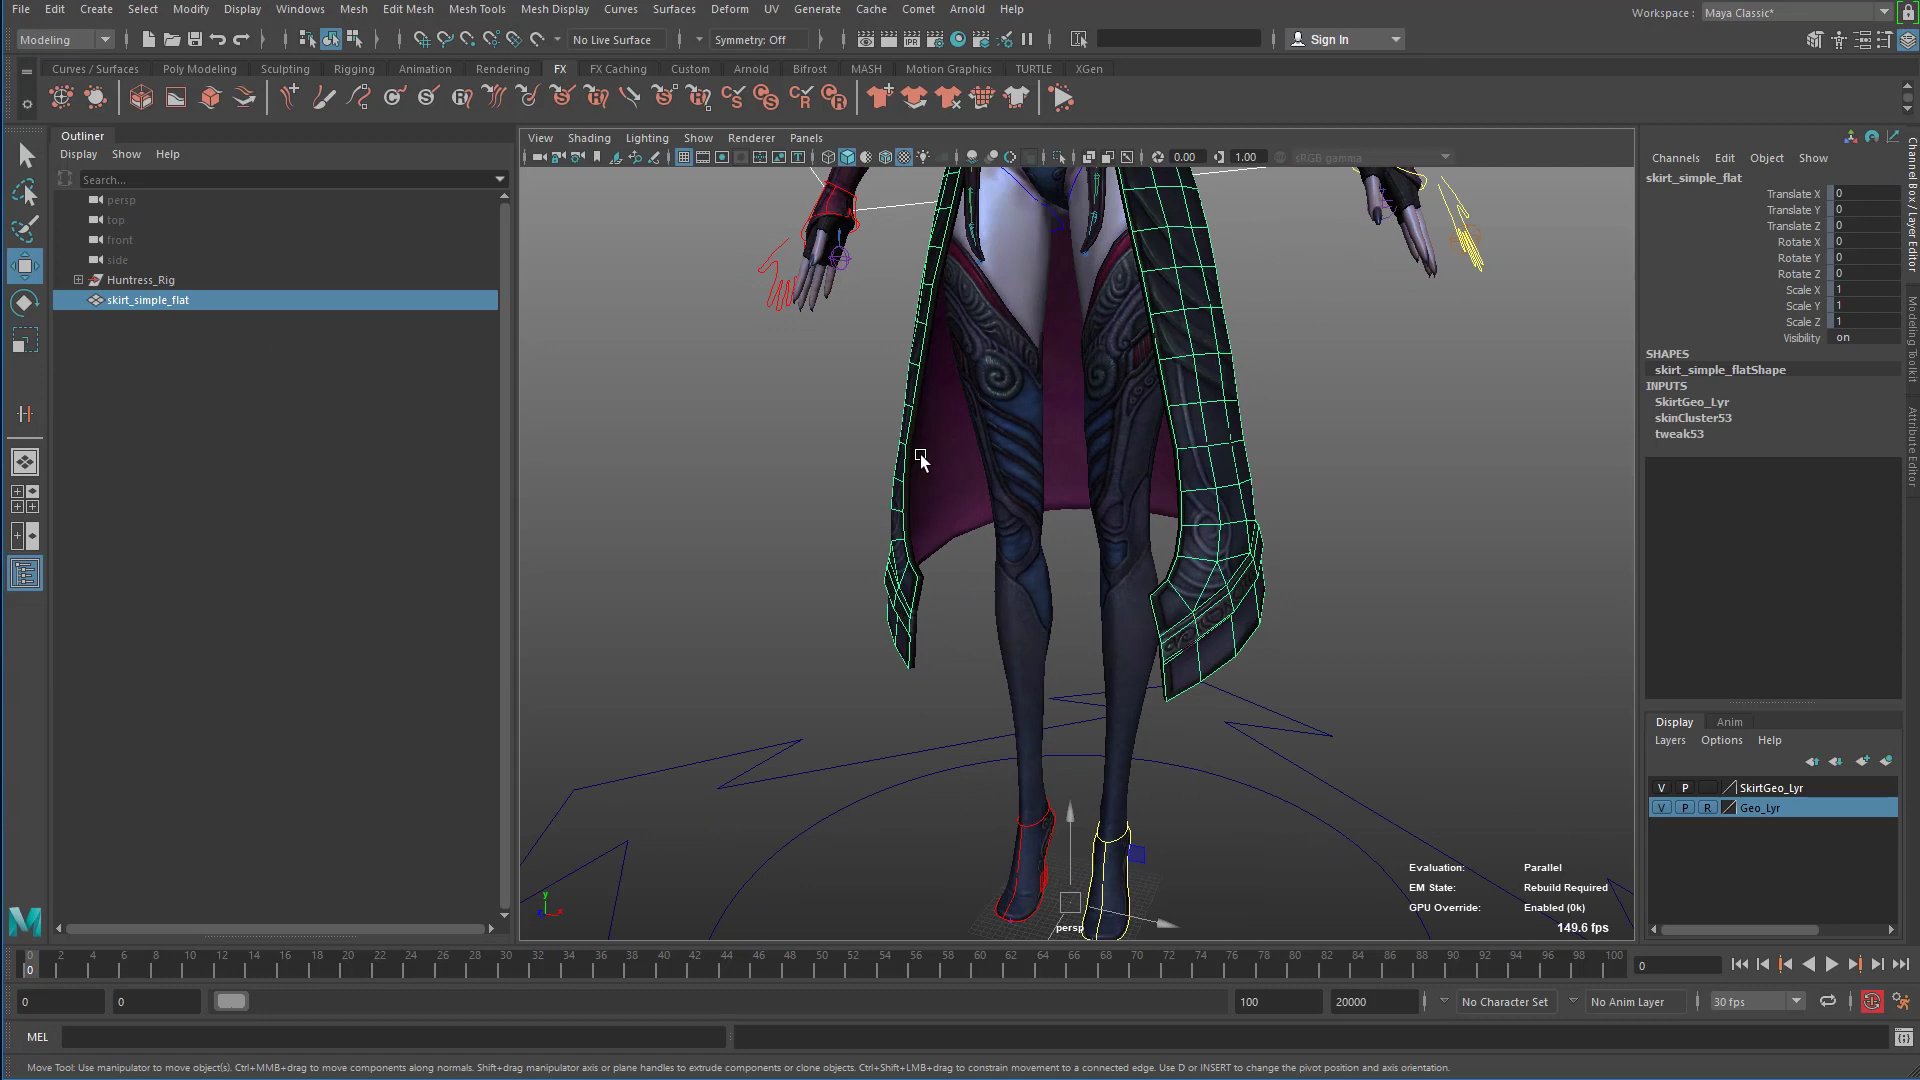 File Edit Create Select Modify Display Windows Mesh Edit Mesh Mesh Tools Mesh Display Curves Surfaces Deform UV Generate Cache Comet Arnold Help
Workspace : Maya Classic*
Modeling
No Live Surface
Symmetry: Off
IPR
Sign In
Curves / Surfaces Poly Modeling Sculpting Rigging Animation Rendering FX FX Caching Custom Arnold Bifrost MASH Motion Graphics TURTLE XGen
Outliner
Display Show Help
Search...
persp
top
front
side
Huntress_Rig
skirt_simple_flat
View Shading Lighting Show Renderer Panels
0.00 1.00 sRGB gamma
Evaluation: Parallel
EM State: Rebuild Required
GPU Override: Enabled (0k)
149.6 fps
persp
y
x
Channels Edit Object Show
skirt_simple_flat
Translate X 0
Translate Y 0
Translate Z 0
Rotate X 0
Rotate Y 0
Rotate Z 0
Scale X 1
Scale Y 1
Scale Z 1
Visibility on
SHAPES
skirt_simple_flatShape
INPUTS
SkirtGeo_Lyr
skinCluster53
tweak53
Channel Box / Layer Editor
Modeling Toolkit
Attribute Editor
Display Anim
Layers Options Help
V P SkirtGeo_Lyr
V P R Geo_Lyr
0 2 4 6 8 10 12 14 16 18 20 22 24 26 28 30 32 34 36 38 40 42 44 46 48 50 52 54 56 58 60 62 64 66 68 70 72 74 76 78 80 82 84 86 88 90 92 94 96 98 100
0
0
0 0 100 20000 No Character Set No Anim Layer 30 fps
MEL
Move Tool: Use manipulator to move object(s). Ctrl+MMB+drag to move components along normals. Shift+drag manipulator axis or plane handles to extrude components or clone objects. Ctrl+Shift+LMB+drag to constrain movement to a connected edge. Use D or INSERT to change the pivot position and axis orientation.